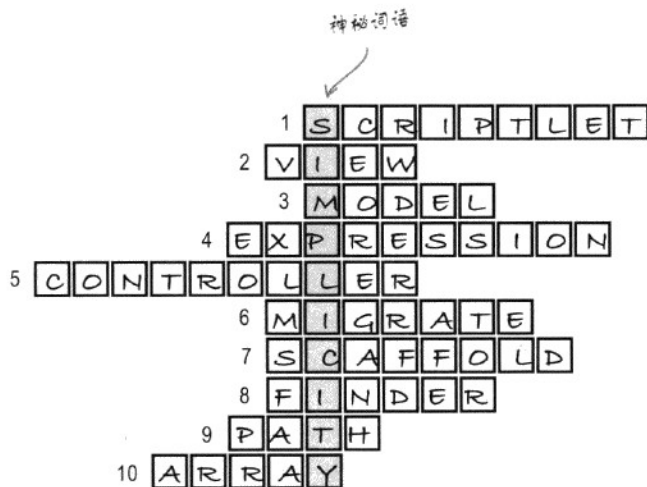 神秘词语
1 SCRIPTLET
2 VIEW
3 MODEL
4 EXPRESSION
5 CONTROLLER
6 MIGRATE
7 SCAFFOLD
8 FINDER
9 PATH
10 ARRAY